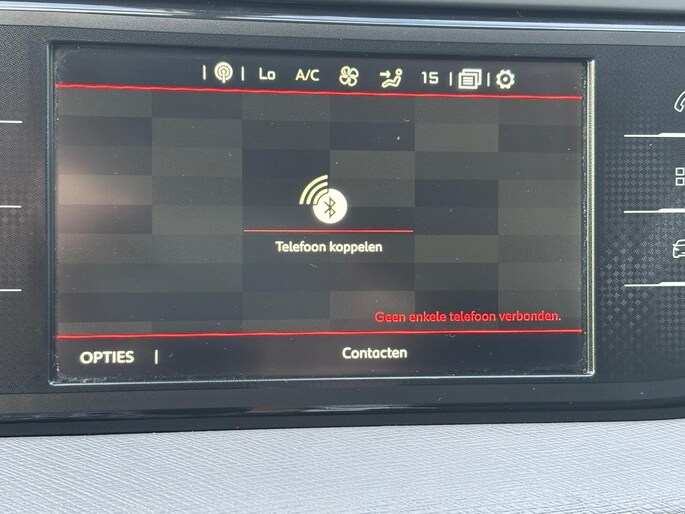 Lo A/C 15
Telefoon koppelen
Geen enkele telefoon verbonden.
OPTIES
Contacten